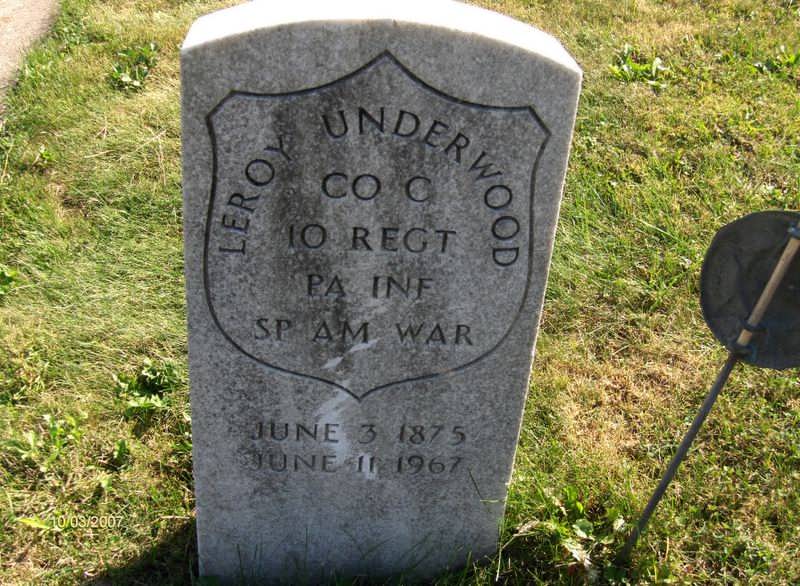 LEROY UNDERWOOD
CO C
10 REGT
PA INF
SP AM WAR
JUNE 3 1875
JUNE 11 1967
10/03/2007